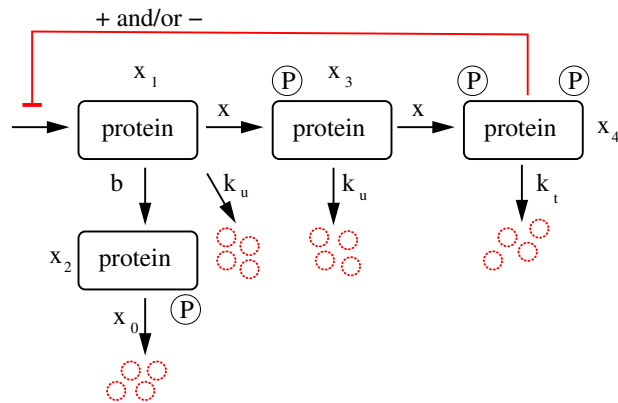 + and/or −
x 1
P
x 3
P
P
protein
x
protein
x
protein
x 4
b
k u
k u
k t
x 2
protein
P
x 0